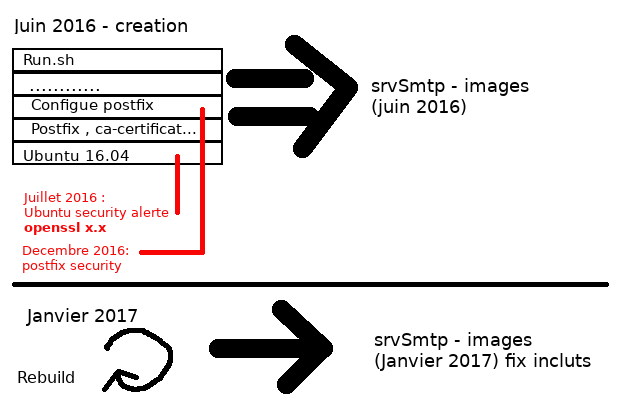 Juin 2016 - creation
Run.sh
............
Configue postfix
Postfix , ca-certificat...
Ubuntu 16.04
srvSmtp - images
(juin 2016)
Juillet 2016 :
Ubuntu security alerte
openssl x.x
Decembre 2016:
postfix security
Janvier 2017
Rebuild
srvSmtp - images
(Janvier 2017) fix incluts